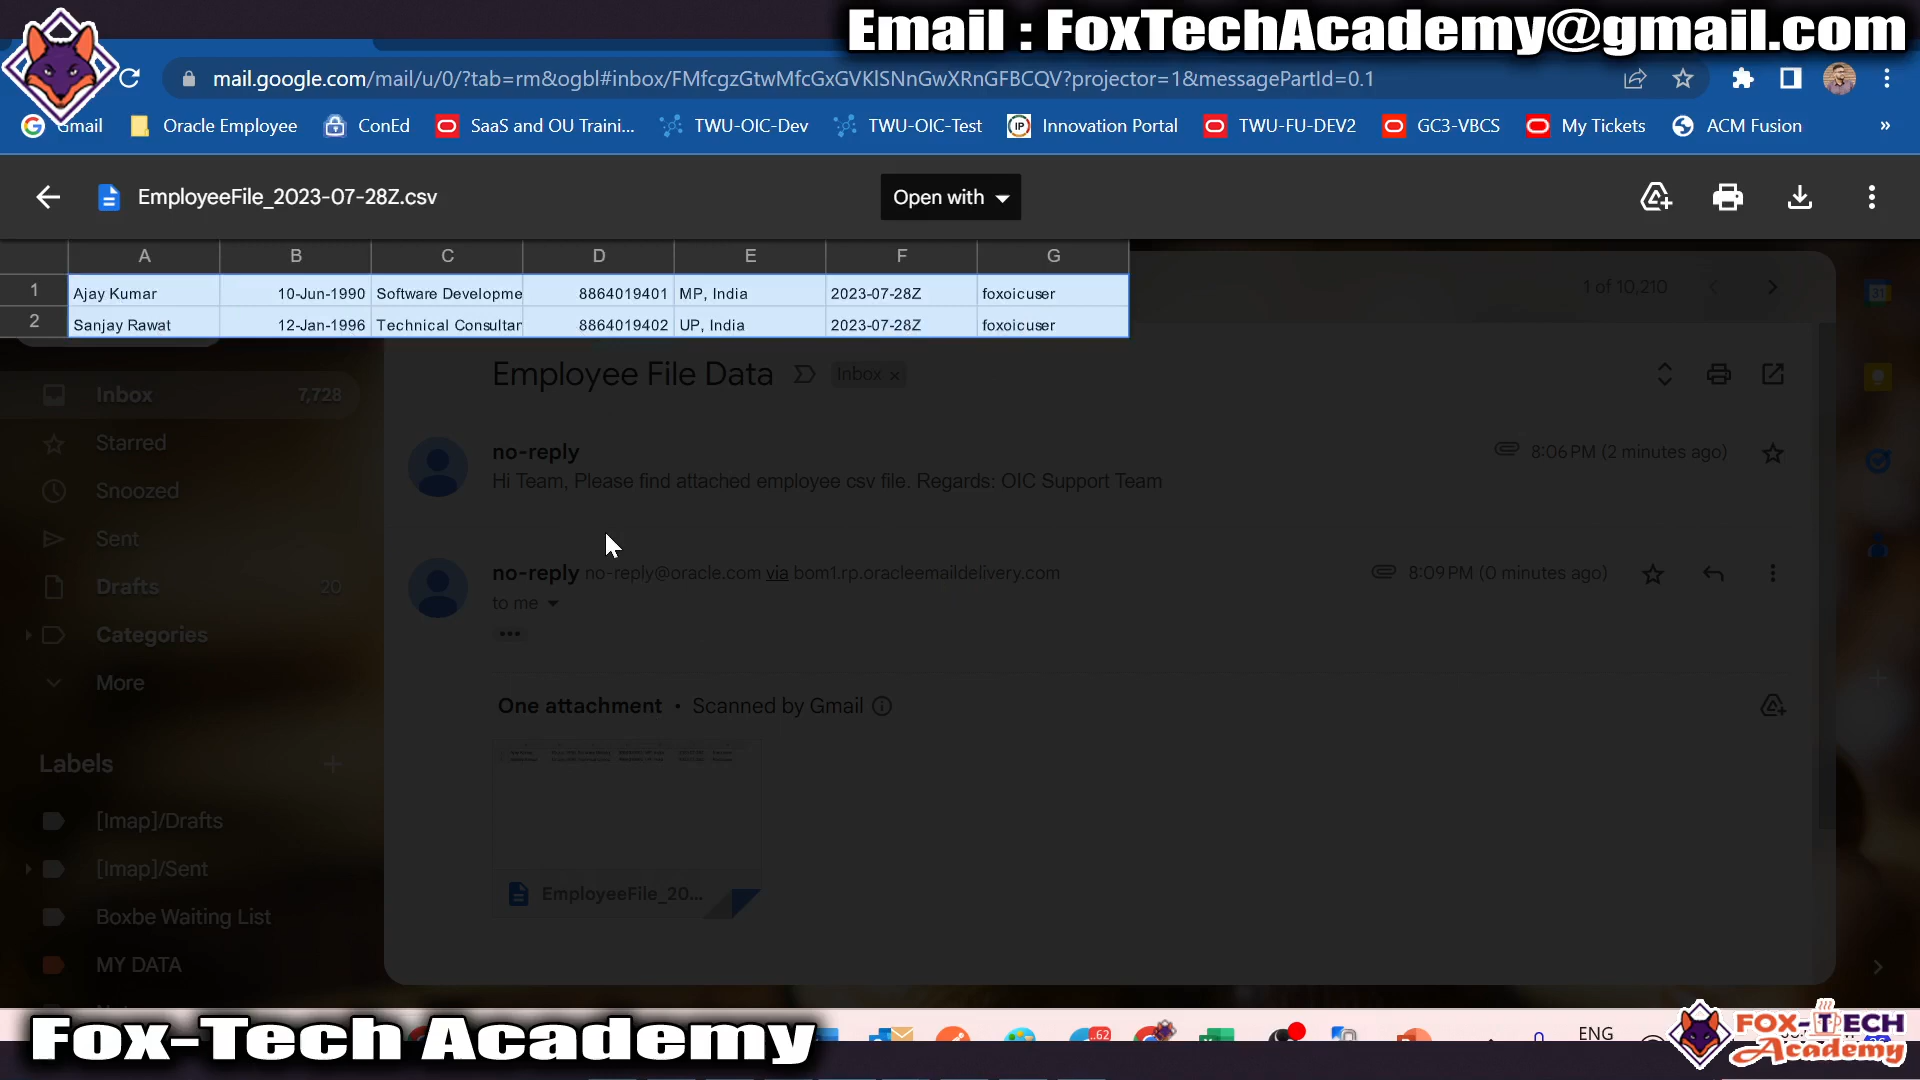 Email : FoxTechAcademy@gmail.com
mail.google.com/mail/u/0/?tab=rm&ogbl#inbox/FMfcgzGtwMfcGxGVKlSNnGwXRnGFBCQV?projector=1&messagePartId=0.1
Gmail Oracle Employee ConEd SaaS and OU Traini... TWU-OIC-Dev TWU-OIC-Test Innovation Portal TWU-FU-DEV2 GC3-VBCS My Tickets ACM Fusion »
EmployeeFile_2023-07-28Z.csv Open with
A B C D E F G
1 Ajay Kumar 10-Jun-1990 Software Developme 8864019401 MP, India 2023-07-28Z foxoicuser
2 Sanjay Rawat 12-Jan-1996 Technical Consultan 8864019402 UP, India 2023-07-28Z foxoicuser
1 of 10,210
31
Employee File Data Inbox ×
Inbox 7,728
Starred
Snoozed
Sent
Drafts 20
Categories
More
Labels +
[Imap]/Drafts
[Imap]/Sent
Boxbe Waiting List
MY DATA
no-reply 8:06 PM (2 minutes ago)
Hi Team, Please find attached employee csv file. Regards: OIC Support Team
no-reply no-reply@oracle.com via bom1.rp.oracleemaildelivery.com 8:09 PM (0 minutes ago)
to me
One attachment • Scanned by Gmail
EmployeeFile_20...
Fox-Tech Academy
62
ENG
FOX-TECH
Academy